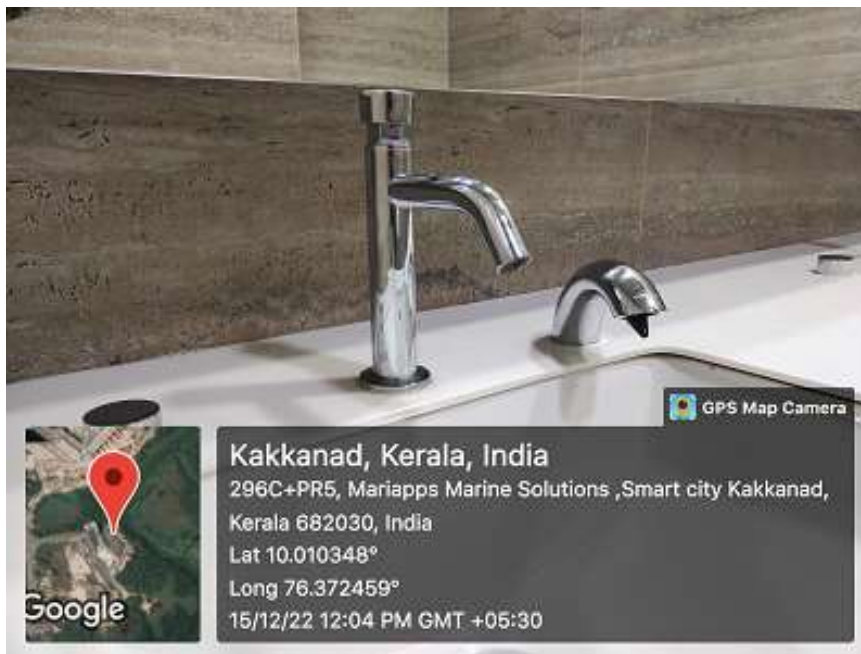 GPS Map Camera
Kakkanad, Kerala, India
296C+PR5, Mariapps Marine Solutions ,Smart city Kakkanad,
Kerala 682030, India
Lat 10.010348°
Long 76.372459°
15/12/22 12:04 PM GMT +05:30
Google